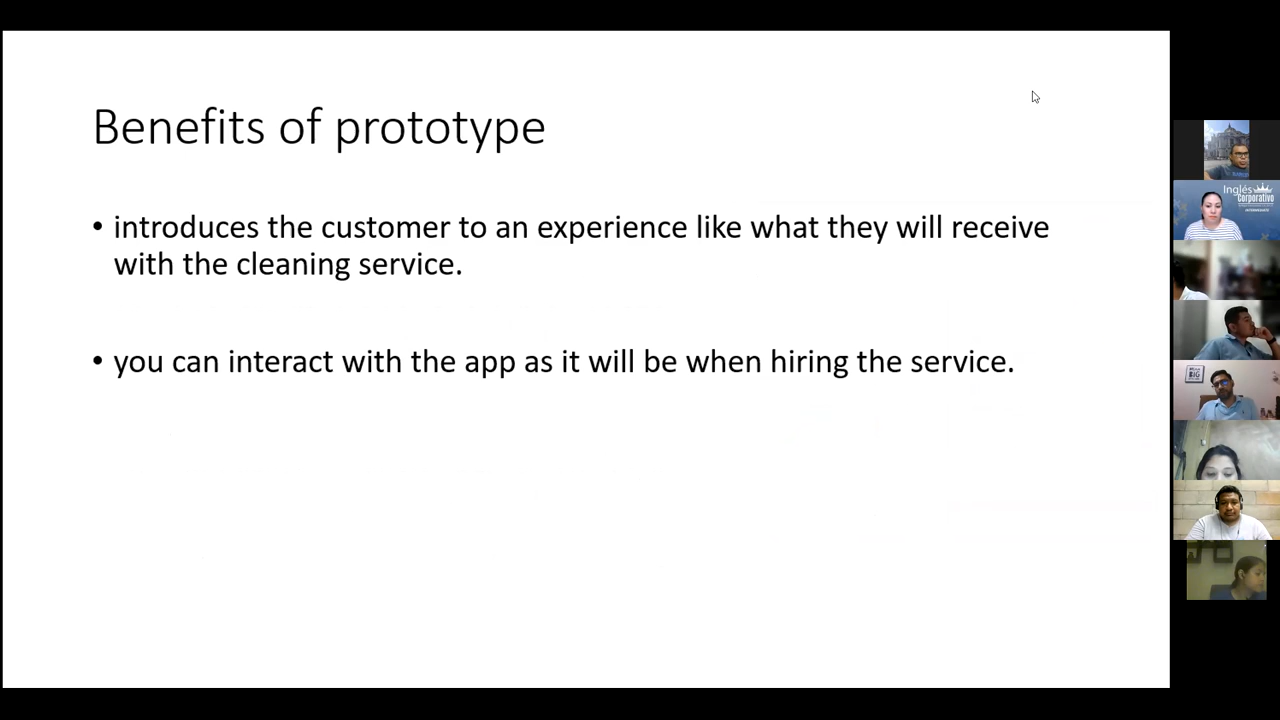 Benefits of prototype
• introduces the customer to an experience like what they will receive
with the cleaning service.
• you can interact with the app as it will be when hiring the service.
Inglés
Corporativo
BIG